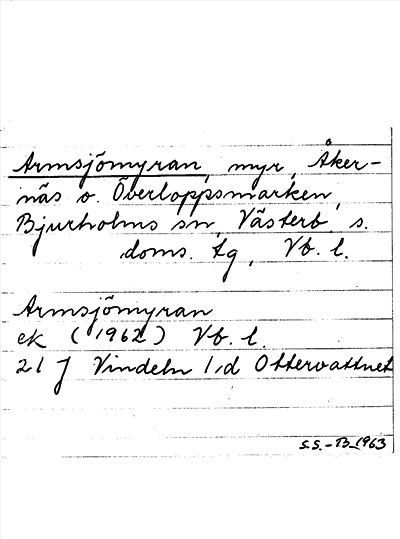 Armsjömyran, myr, Åker-
näs o. Överloppsmarken,
Bjurholms sn, Västerb. s.
doms. tg, Vb. l.
Armsjömyran
ek (1962) Vb. l.
21 J Vindeln 1,d Ottervattnet
S.S.-B 1963